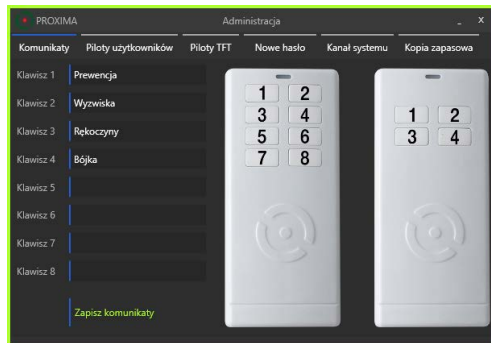 PROXIMA Administracja _ X
Komunikaty Piloty użytkowników Piloty TFT Nowe hasło Kanał systemu Kopia zapasowa
Klawisz 1 Prewencja
Klawisz 2 Wyzwiska
Klawisz 3 Rękoczyny
Klawisz 4 Bójka
Klawisz 5
Klawisz 6
Klawisz 7
Klawisz 8
Zapisz komunikaty
1 2
3 4
5 6
7 8
1 2
3 4